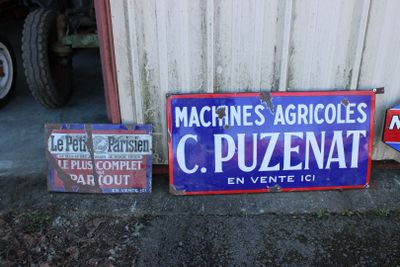 Le Petit Parisien
LE PLUS COMPLET
PARTOUT
EN VENTE ICI
MACHINES AGRICOLES
C. PUZENAT
EN VENTE ICI